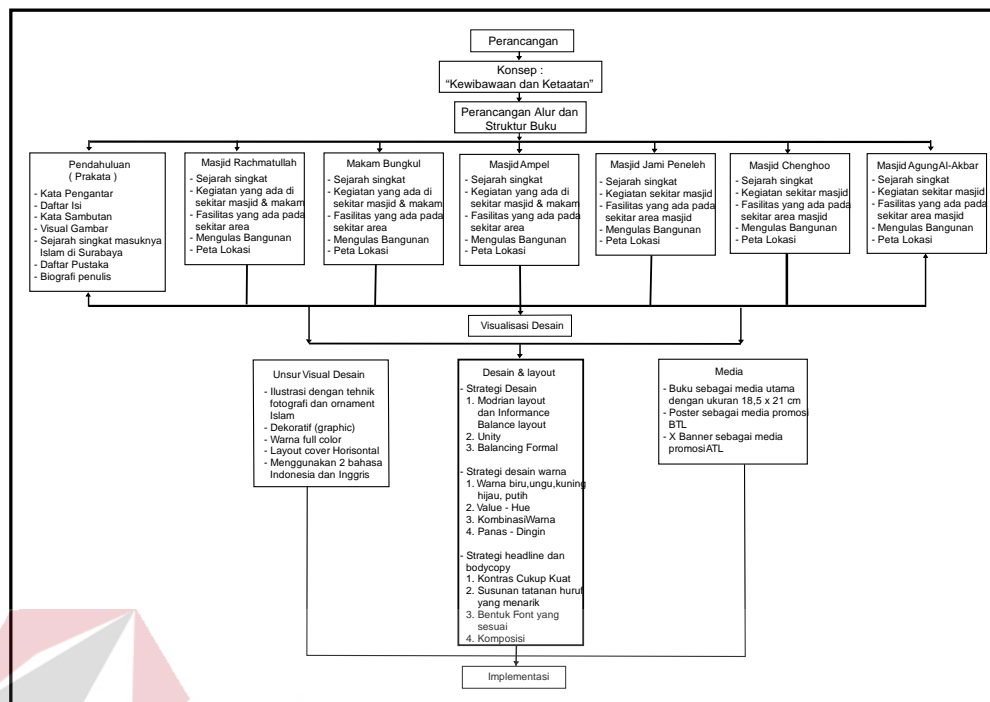 Perancangan
Konsep :
“Kewibawaan dan Ketaatan”
Perancangan Alur dan
Struktur Buku
Pendahuluan
( Prakata )
- Kata Pengantar
- Daftar Isi
- Kata Sambutan
- Visual Gambar
- Sejarah singkat masuknya
Islam di Surabaya
- Daftar Pustaka
- Biografi penulis
Masjid Rachmatullah
- Sejarah singkat
- Kegiatan yang ada di
sekitar masjid & makam
- Fasilitas yang ada pada
sekitar area
- Mengulas Bangunan
- Peta Lokasi
Makam Bungkul
- Sejarah singkat
- Kegiatan yang ada di
sekitar masjid & makam
- Fasilitas yang ada pada
sekitar area
- Mengulas Bangunan
- Peta Lokasi
Masjid Ampel
- Sejarah singkat
- Kegiatan yang ada di
sekitar masjid & makam
- Fasilitas yang ada pada
sekitar area
- Mengulas Bangunan
- Peta Lokasi
Masjid Jami Peneleh
- Sejarah singkat
- Kegiatan sekitar masjid
- Fasilitas yang ada pada
sekitar area masjid
- Mengulas Bangunan
- Peta Lokasi
Masjid Chenghoo
- Sejarah singkat
- Kegiatan sekitar masjid
- Fasilitas yang ada pada
sekitar area masjid
- Mengulas Bangunan
- Peta Lokasi
Masjid Agung Al-Akbar
- Sejarah singkat
- Kegiatan sekitar masjid
- Fasilitas yang ada pada
sekitar area masjid
- Mengulas Bangunan
- Peta Lokasi
Visualisasi Desain
Unsur Visual Desain
- Ilustrasi dengan tehnik
fotografi dan ornament
Islam
- Dekoratif (graphic)
- Warna full color
- Layout cover Horisontal
- Menggunakan 2 bahasa
Indonesia dan Inggris
Desain & layout
- Strategi Desain
1. Modrian layout
dan Informance
Balance layout
2. Unity
3. Balancing Formal
- Strategi desain warna
1. Warna biru,ungu,kuning
hijau, putih
2. Value - Hue
3. Kombinasi Warna
4. Panas - Dingin
- Strategi headline dan
bodycopy
1. Kontras Cukup Kuat
2. Susunan tatanan huruf
yang menarik
3. Bentuk Font yang
sesuai
4. Komposisi
Media
- Buku sebagai media utama
dengan ukuran 18,5 x 21 cm
- Poster sebagai media promosi
BTL
- X Banner sebagai media
promosi ATL
Implementasi